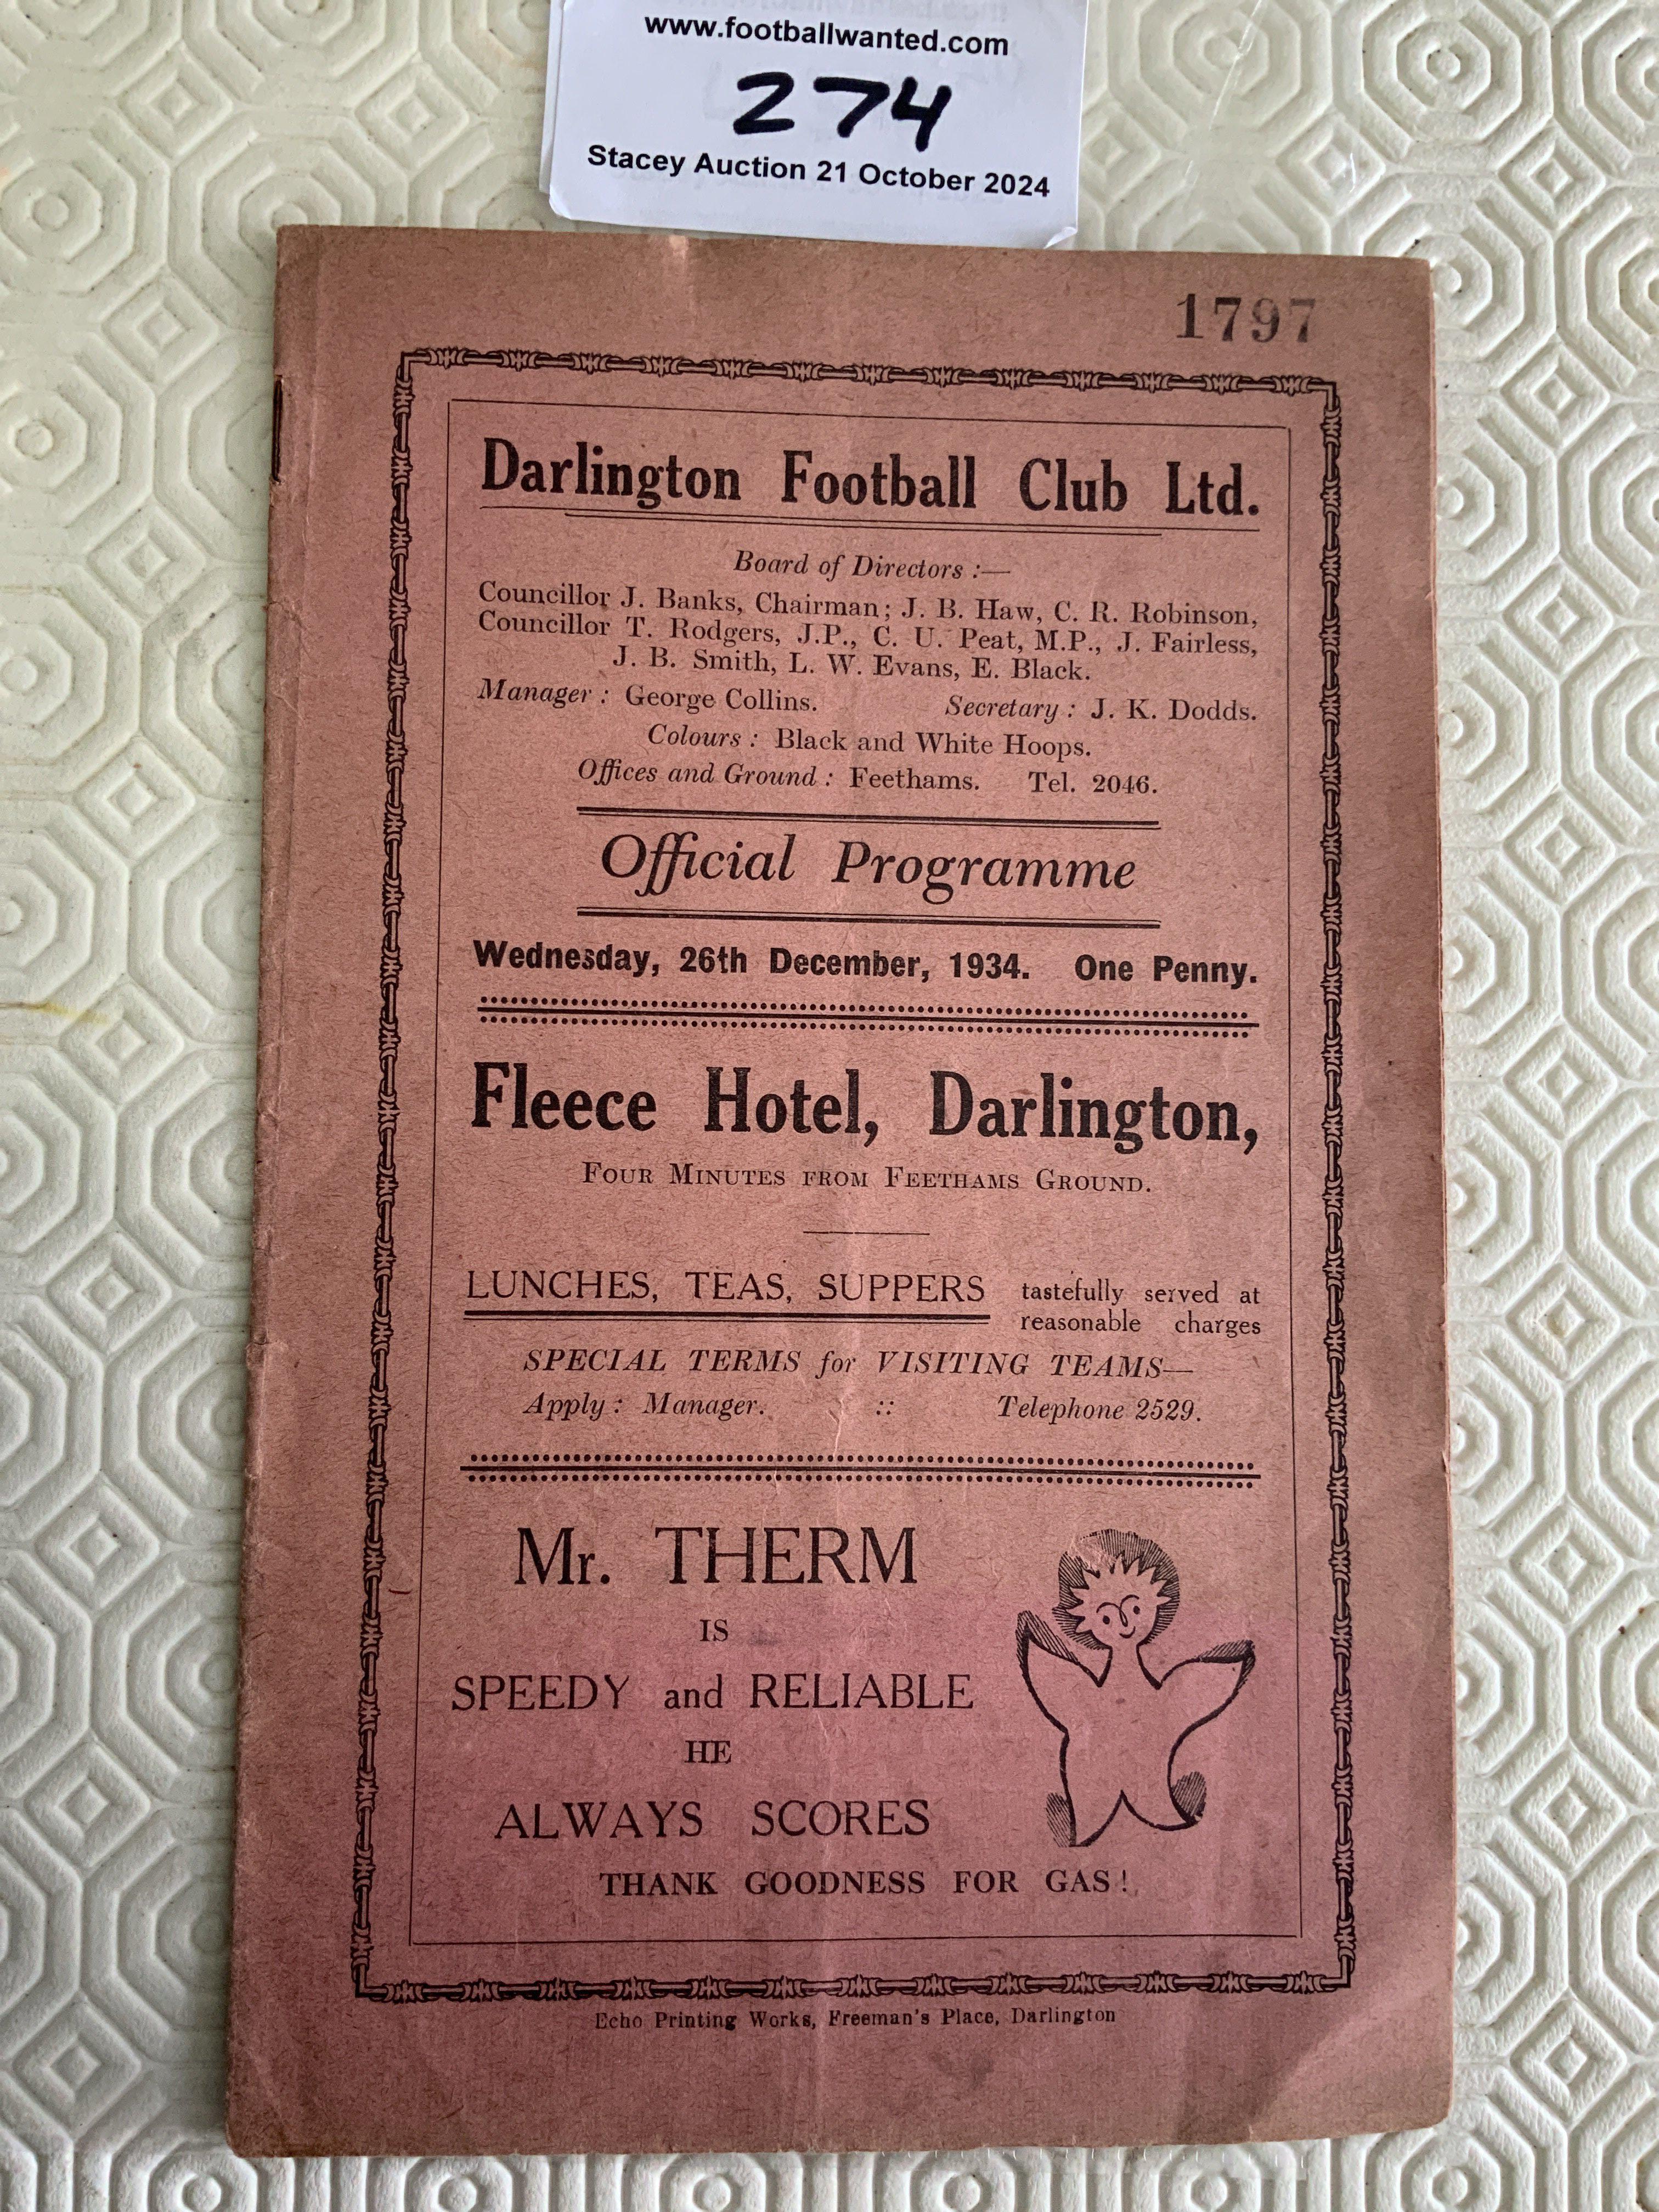 www.footballwanted.com
274
Stacey Auction 21 October 2024
1797
Darlington Football Club Ltd.
Board of Directors :—
Councillor J. Banks, Chairman; J. B. Haw, C. R. Robinson,
Councillor T. Rodgers, J.P., C. U. Peat, M.P., J. Fairless,
J. B. Smith, L. W. Evans, E. Black.
Manager : George Collins. Secretary : J. K. Dodds.
Colours : Black and White Hoops.
Offices and Ground : Feethams. Tel. 2046.
Official Programme
Wednesday, 26th December, 1934. One Penny.
Fleece Hotel, Darlington,
Four Minutes from Feethams Ground.
LUNCHES, TEAS, SUPPERS tastefully served at
reasonable charges
SPECIAL TERMS for VISITING TEAMS—
Apply : Manager. :: Telephone 2529.
Mr. THERM
IS
SPEEDY and RELIABLE
HE
ALWAYS SCORES
THANK GOODNESS FOR GAS !
Echo Printing Works, Freeman's Place, Darlington